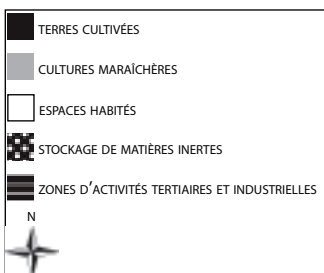 TERRES CULTIVÉES
CULTURES MARAÎCHÈRES
ESPACES HABITÉS
STOCKAGE DE MATIÈRES INERTES
ZONES D'ACTIVITÉS TERTIAIRES ET INDUSTRIELLES
N